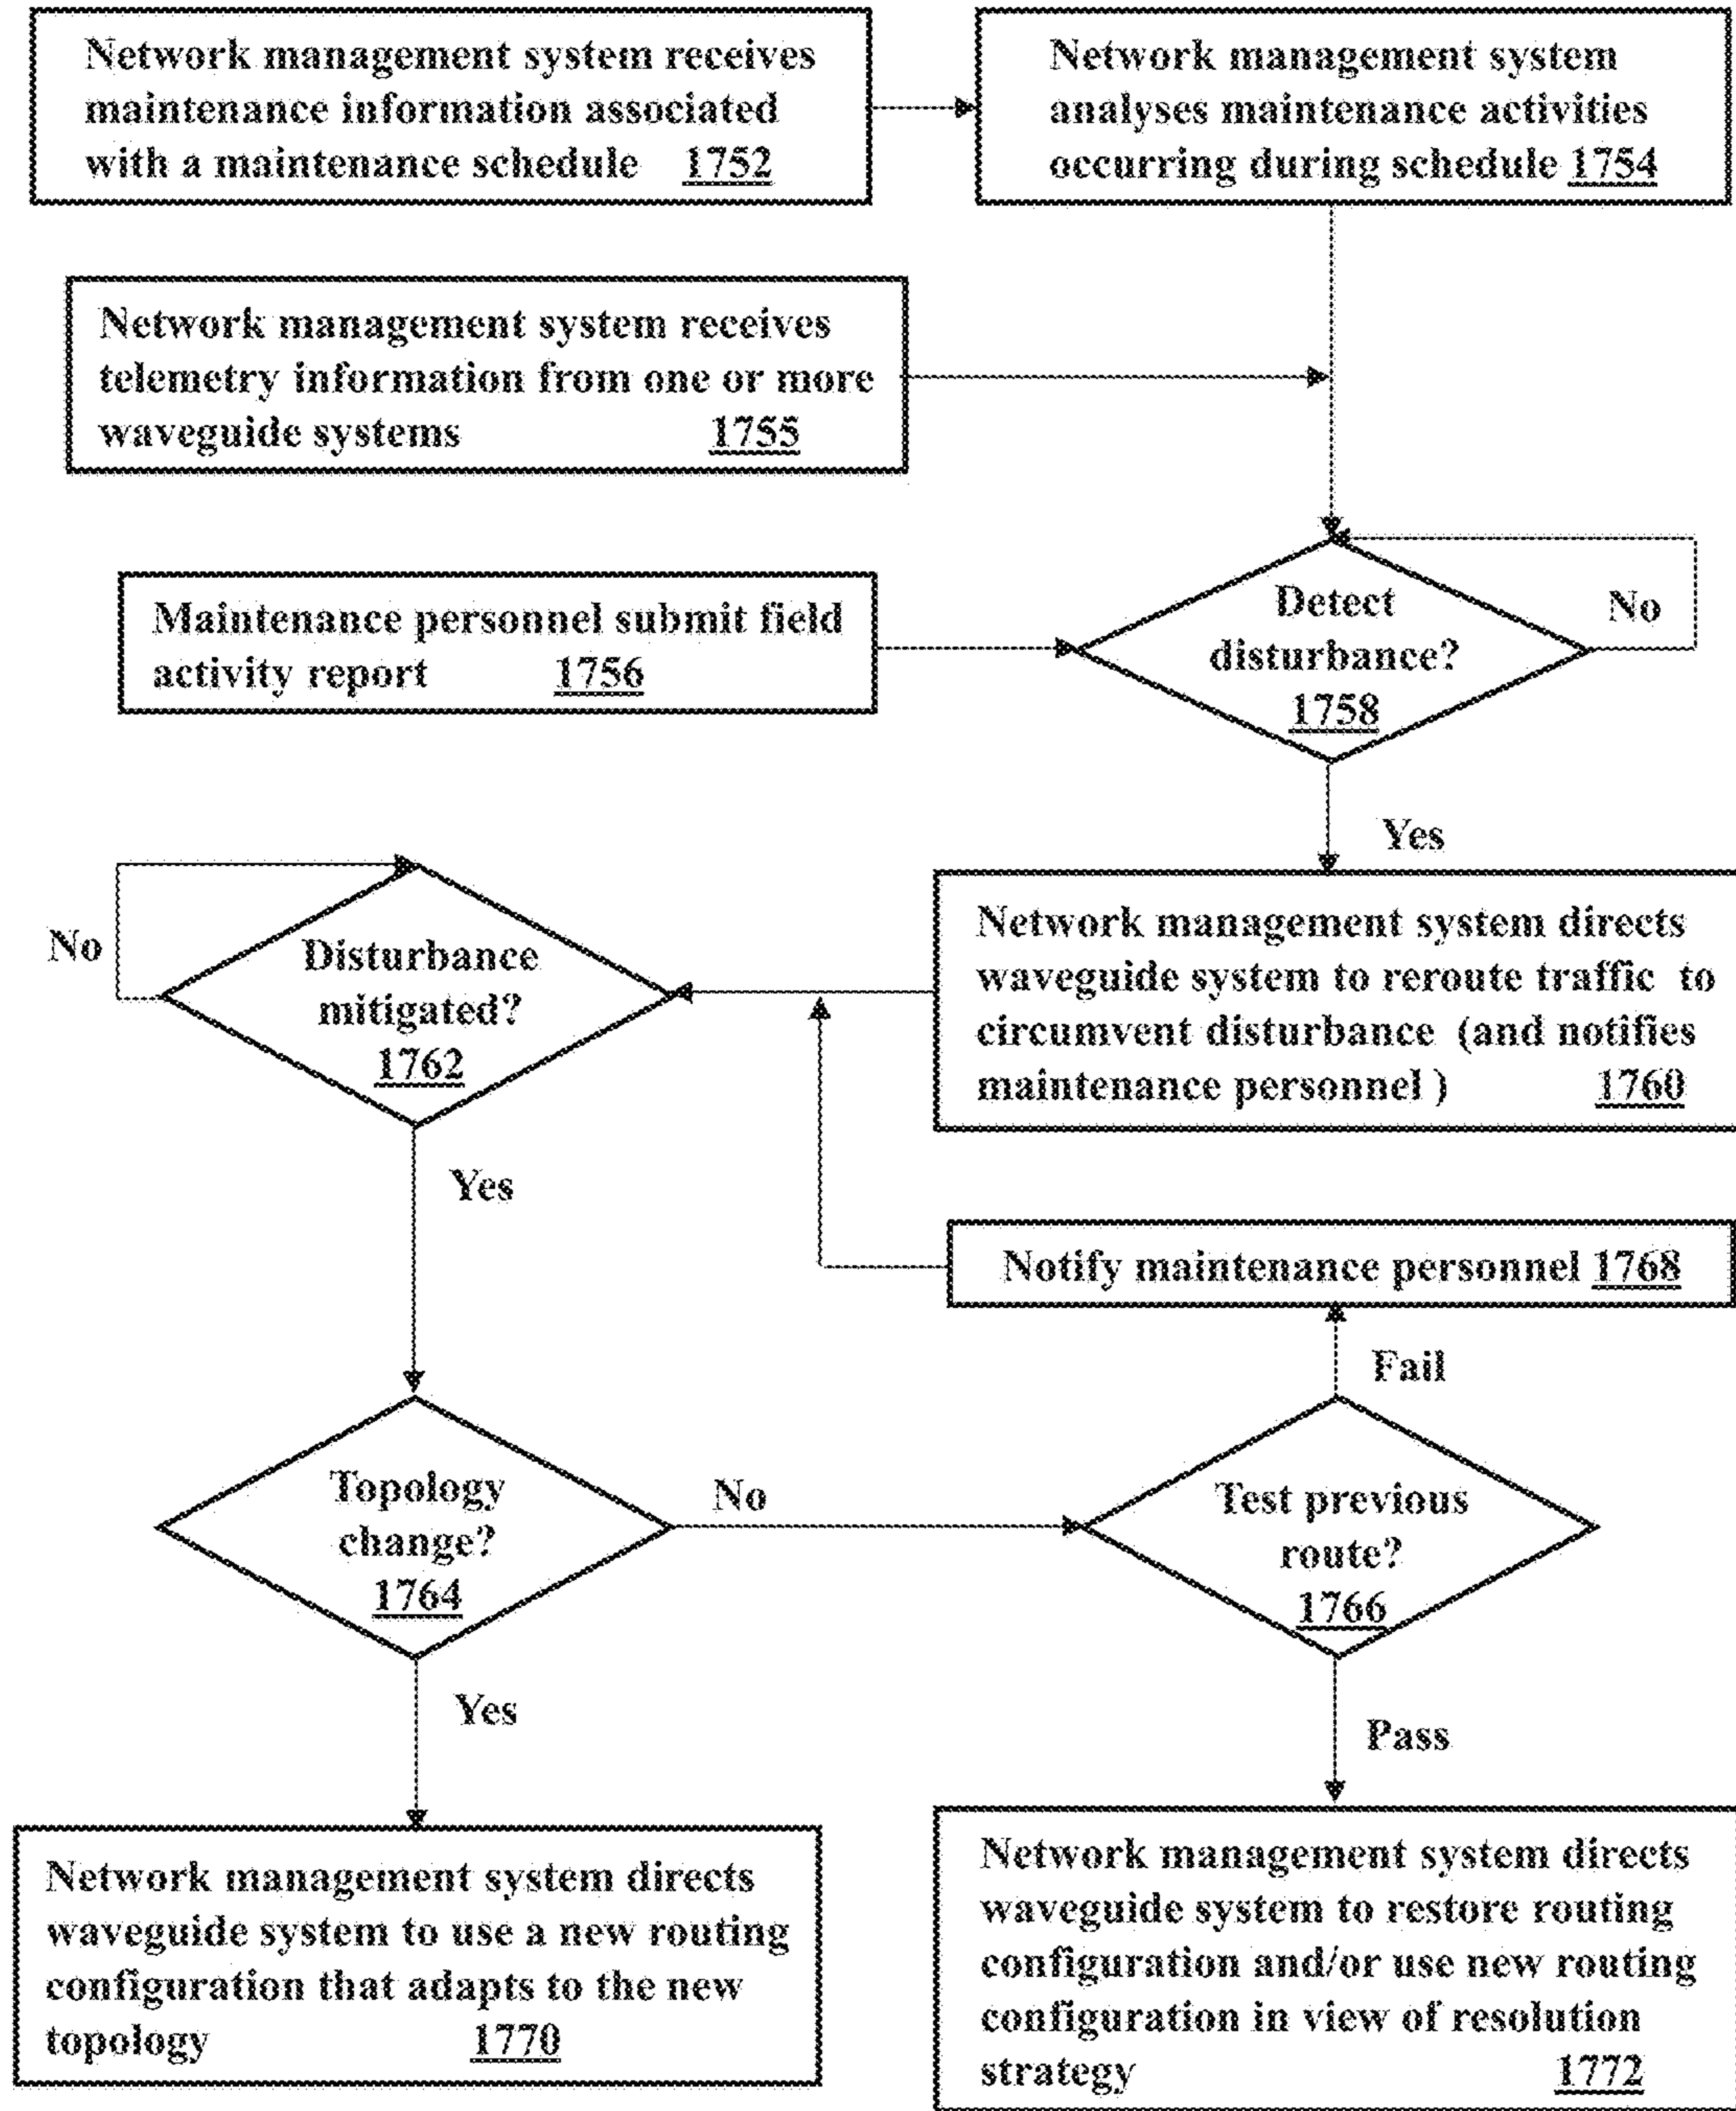 Network management system receives
maintenance information associated
with a maintenance schedule 1752
Network management system
analyses maintenance activities
occurring during schedule 1754
Network management system receives
telemetry information from one or more
waveguide systems 1755
Maintenance personnel submit field
activity report 1756
Detect
disturbance?
1758
No
Yes
Network management system directs
waveguide system to reroute traffic to
circumvent disturbance (and notifies
maintenance personnel ) 1760
Disturbance
mitigated?
1762
No
Yes
Notify maintenance personnel 1768
Fail
Topology
change?
1764
No
Test previous
route?
1766
Yes
Pass
Network management system directs
waveguide system to use a new routing
configuration that adapts to the new
topology 1770
Network management system directs
waveguide system to restore routing
configuration and/or use new routing
configuration in view of resolution
strategy 1772